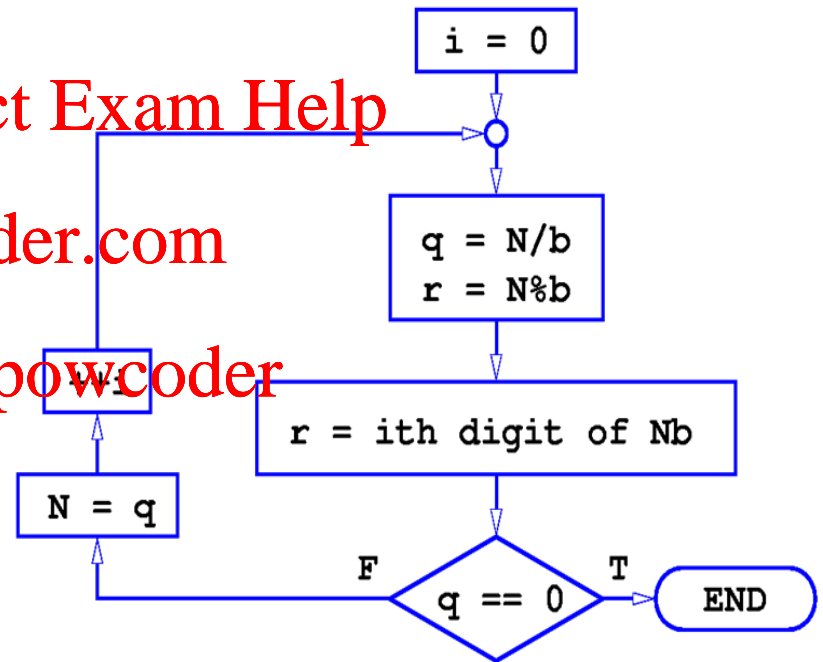 i = 0
ct Exam Help
der.com
q = N/b
r = N%b
powcoder
++i
r = ith digit of Nb
N = q
F
T
q == 0
END